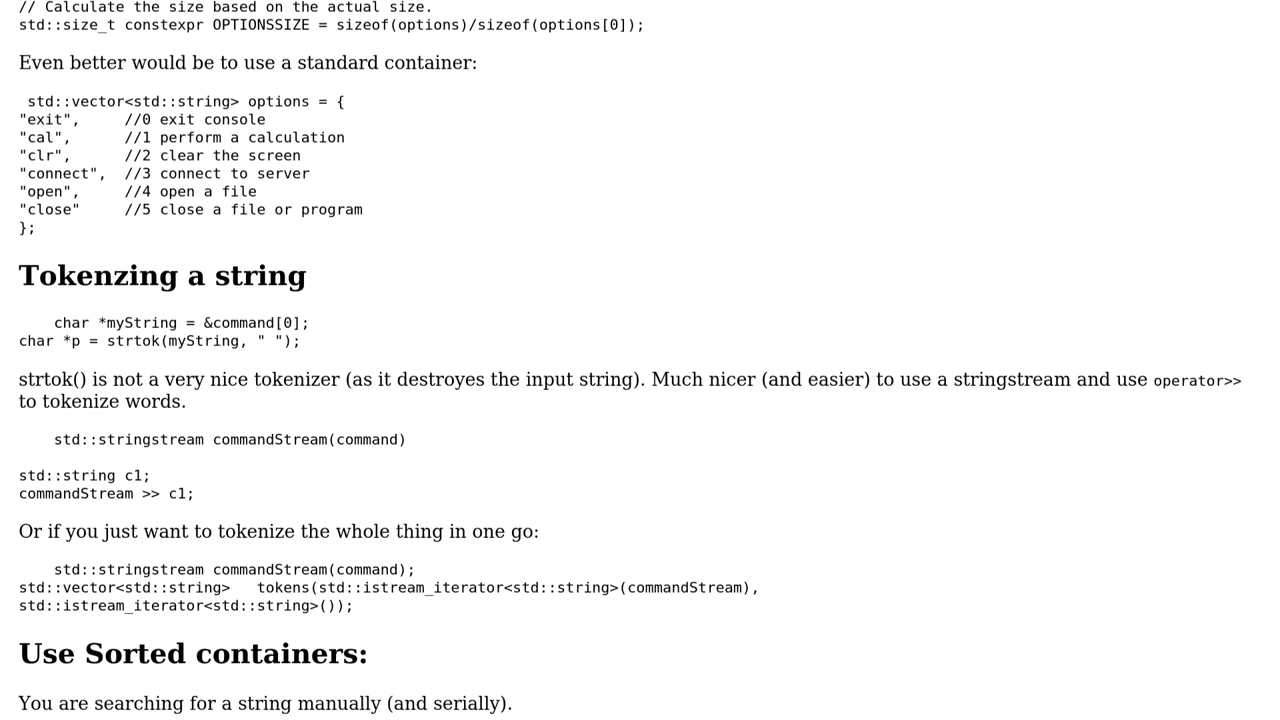 // Calculate the size based on the actual size.
std::size_t constexpr OPTIONSSIZE = sizeof(options)/sizeof(options[0]);
Even better would be to use a standard container:
std::vector<std::string> options = {
"exit",     //0 exit console
"cal",      //1 perform a calculation
"clr",      //2 clear the screen
"connect",  //3 connect to server
"open",     //4 open a file
"close"     //5 close a file or program
};
Tokenzing a string
char *myString = &command[0];
char *p = strtok(myString, " ");
strtok() is not a very nice tokenizer (as it destroyes the input string). Much nicer (and easier) to use a stringstream and use operator>>
to tokenize words.
std::stringstream commandStream(command)
std::string c1;
commandStream >> c1;
Or if you just want to tokenize the whole thing in one go:
std::stringstream commandStream(command);
std::vector<std::string>   tokens(std::istream_iterator<std::string>(commandStream),
std::istream_iterator<std::string>());
Use Sorted containers:
You are searching for a string manually (and serially).